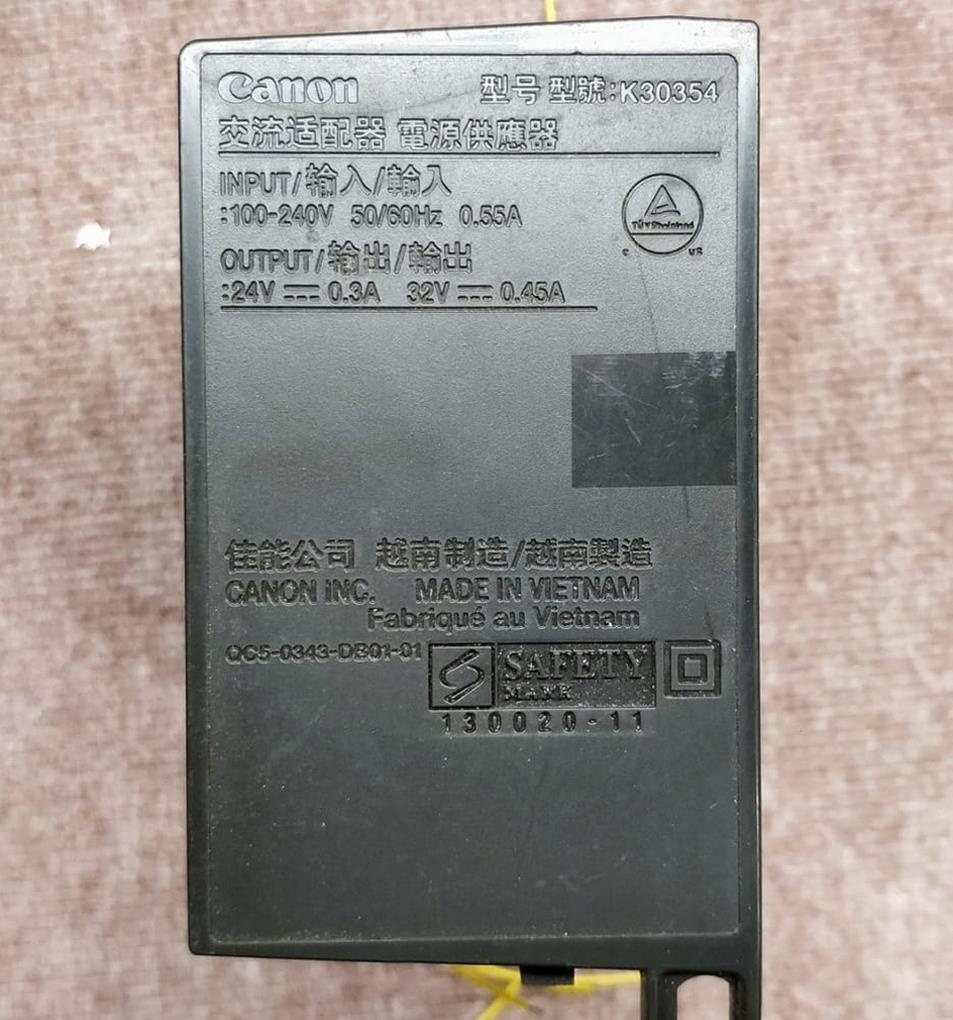 Canon 型号 型號:K30354
交流适配器 電源供應器
INPUT/输入/輸入
:100-240V 50/60Hz 0.55A
TÜVRheinland
C US
OUTPUT/输出/輸出
:24V ⎓ 0.3A 32V ⎓ 0.45A
佳能公司 越南制造/越南製造
CANON INC. MADE IN VIETNAM
Fabriqué au Vietnam
QC5-0343-DB01-01
SAFETY
MARK
130020-11